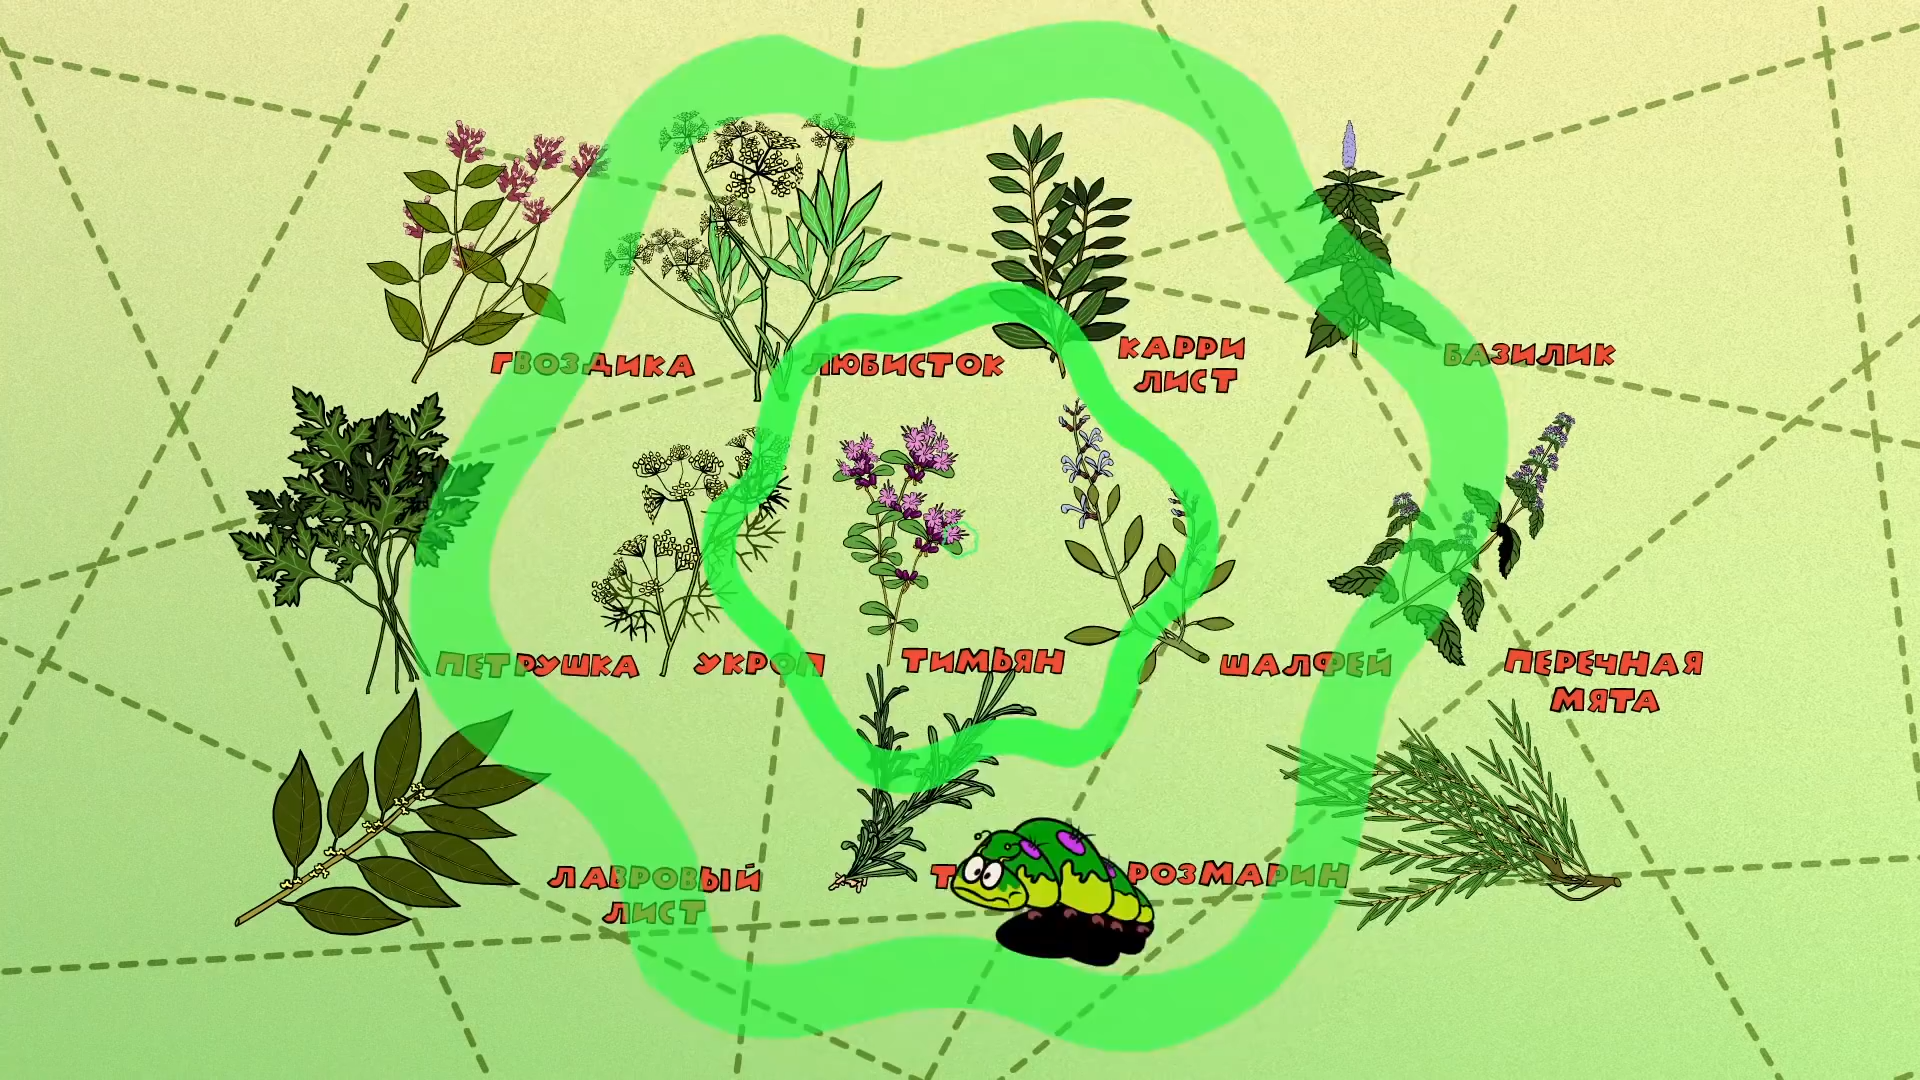 ГВОЗДИКА
ЛЮБИСТОК
КАРРИ
ЛИСТ
БАЗИЛИК
ПЕТРУШКА
УКРОП
ТИМЬЯН
ШАЛФЕЙ
ПЕРЕЧНАЯ
МЯТА
ЛАВРОВЫЙ
ЛИСТ
РОЗМАРИН